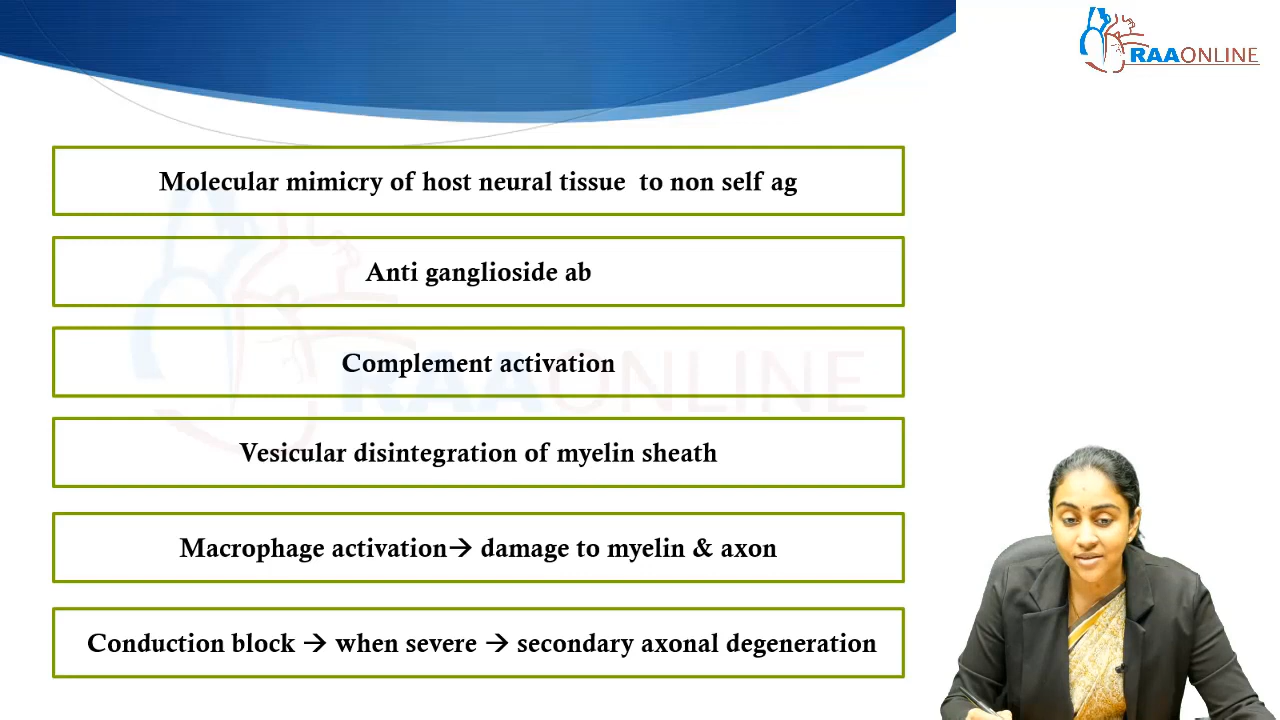 RAAONLINE
Molecular mimicry of host neural tissue to non self ag
Anti ganglioside ab
Complement activation
RAAONLINE
Vesicular disintegration of myelin sheath
Macrophage activation→ damage to myelin & axon
Conduction block → when severe → secondary axonal degeneration